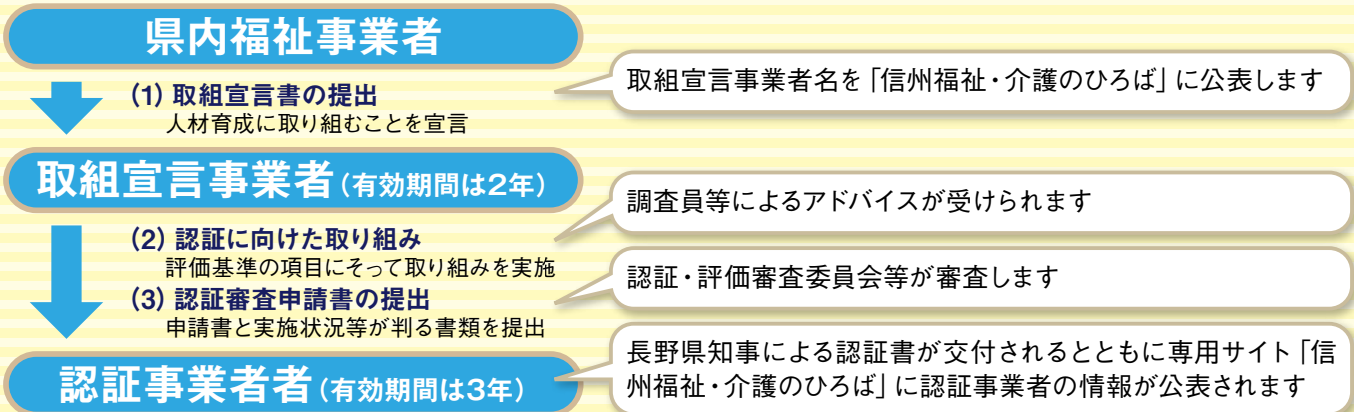 県内福祉事業者
(1) 取組宣言書の提出
人材育成に取り組むことを宣言
取組宣言事業者名を「信州福祉・介護のひろば」に公表します
取組宣言事業者(有効期間は2年)
調査員等によるアドバイスが受けられます
(2) 認証に向けた取り組み
評価基準の項目にそって取り組みを実施
認証・評価審査委員会等が審査します
(3) 認証審査申請書の提出
申請書と実施状況等が判る書類を提出
認証事業者者(有効期間は3年)
長野県知事による認証書が交付されるとともに専用サイト「信
州福祉・介護のひろば」に認証事業者の情報が公表されます